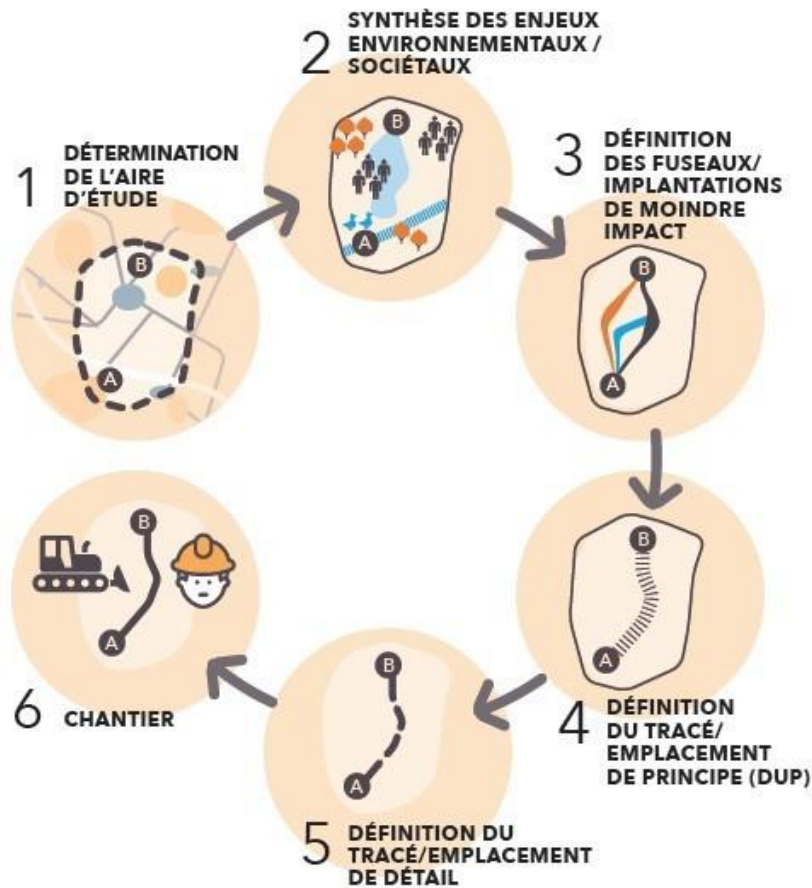 1
DÉTERMINATION
DE L'AIRE
D'ÉTUDE
B
A
2
SYNTHÈSE DES ENJEUX
ENVIRONNEMENTAUX /
SOCIÉTAUX
B
A
3
DÉFINITION
DES FUSEAUX/
IMPLANTATIONS
DE MOINDRE
IMPACT
B
A
B
A
4
DÉFINITION
DU TRACÉ/
EMPLACEMENT
DE PRINCIPE (DUP)
B
A
5
DÉFINITION DU
TRACÉ/EMPLACEMENT
DE DÉTAIL
B
A
6
CHANTIER